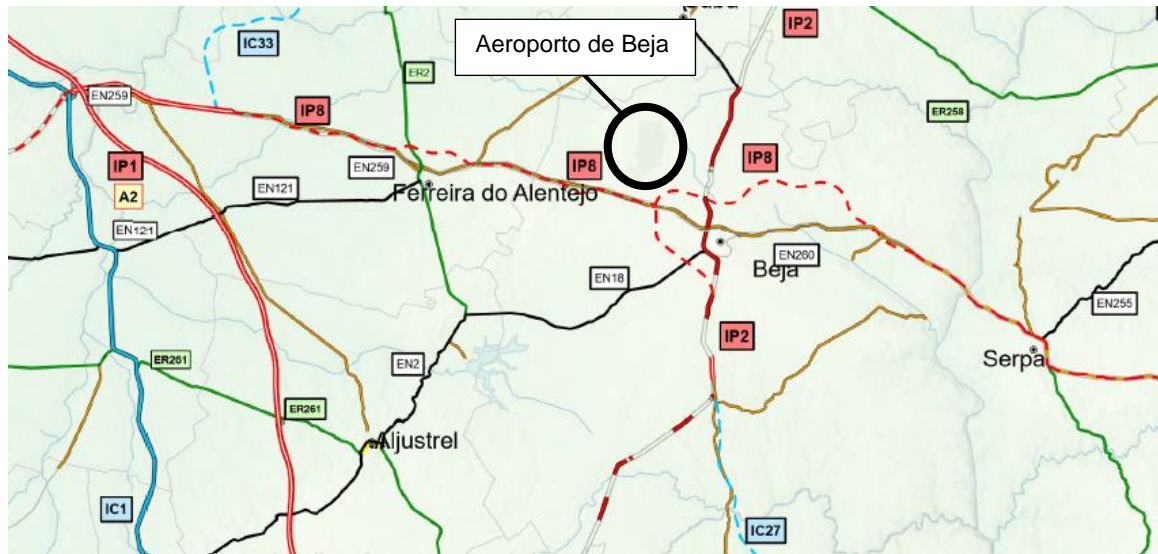 IP2
IC33
Aeroporto de Beja
ER2
EN259
IP8
ER258
IP1
EN259
IP8
IP8
A2
EN121
Ferreira do Alentejo
EN121
EN18
Beja
EN260
EN255
ER261
EN2
IP2
Serpa
ER261
Aljustrel
IC1
IC27